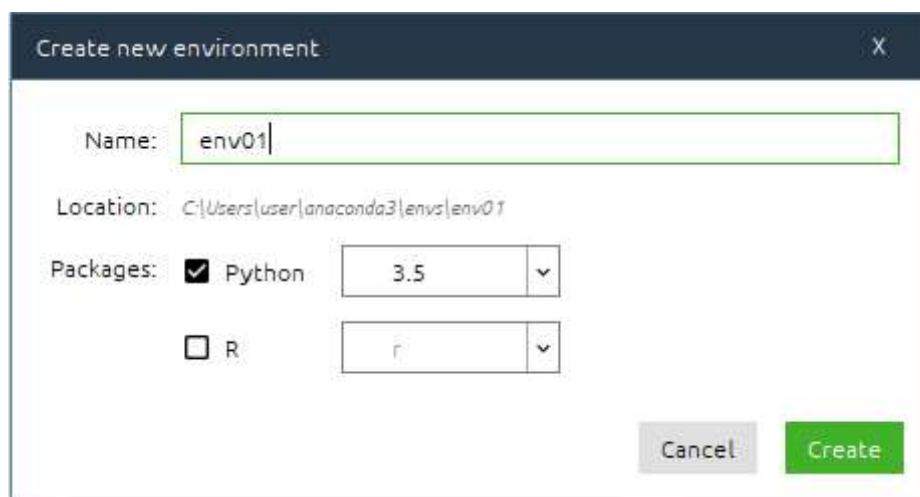 Create new environment X
Name: env01
Location: C:\Users\user\anaconda3\envs\env01
Packages: Python 3.5
R r
Cancel Create